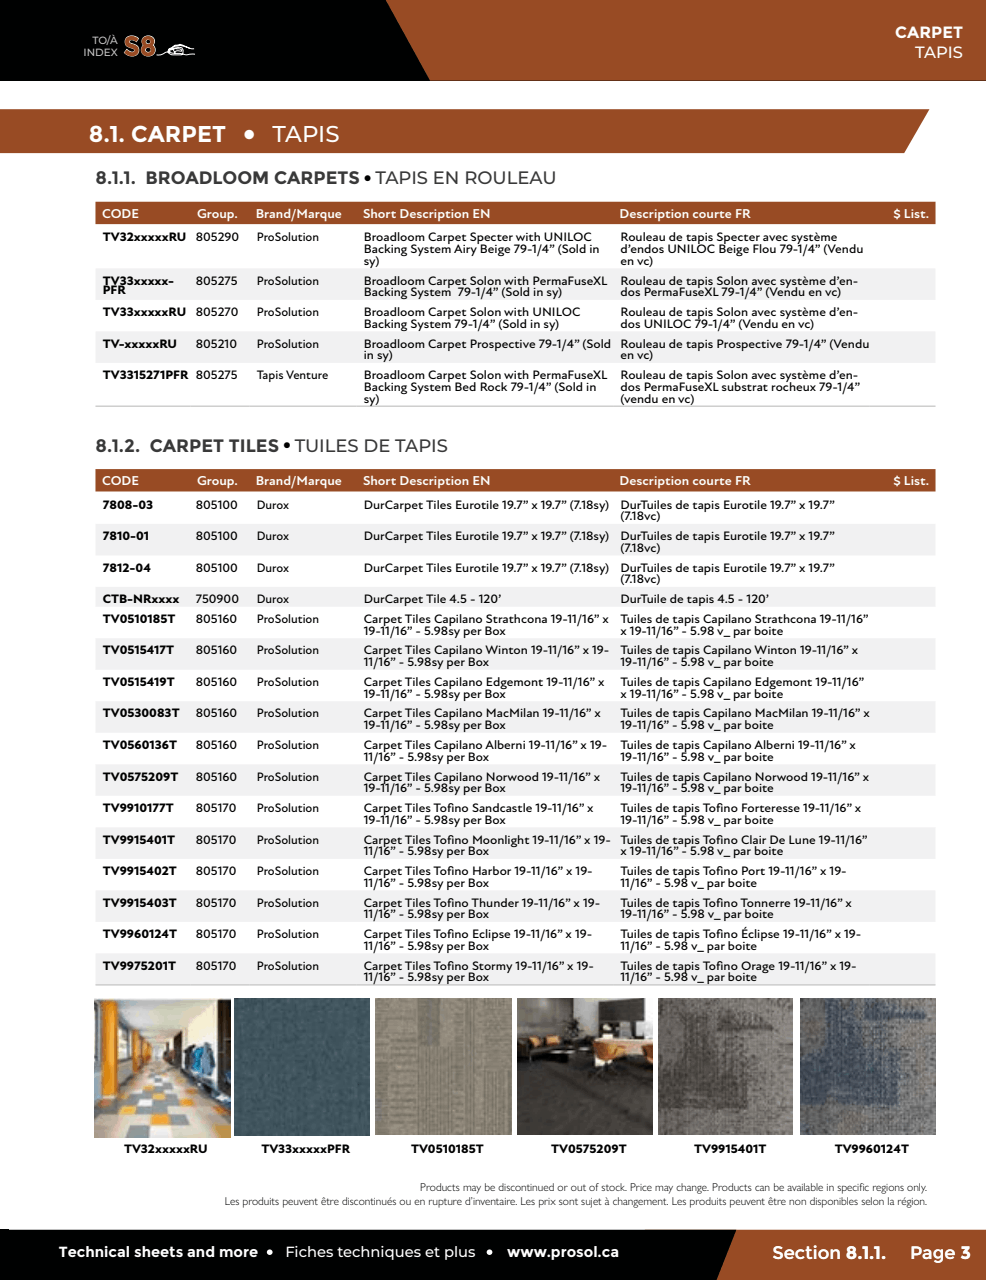 TO/À
INDEX S8
CARPET
TAPIS
8.1. CARPET • TAPIS
8.1.1. BROADLOOM CARPETS • TAPIS EN ROULEAU
CODE Group. Brand/Marque Short Description EN Description courte FR $ List.
TV32xxxxxRU 805290 ProSolution Broadloom Carpet Specter with UNILOC Rouleau de tapis Specter avec système
Backing System Airy Beige 79-1/4” (Sold in d’endos UNILOC Beige Flou 79-1/4” (Vendu
sy) en vc)
TV33xxxxx- 805275 ProSolution Broadloom Carpet Solon with PermaFuseXL Rouleau de tapis Solon avec système d’en-
PFR Backing System 79-1/4” (Sold in sy) dos PermaFuseXL 79-1/4” (Vendu en vc)
TV33xxxxxRU 805270 ProSolution Broadloom Carpet Solon with UNILOC Rouleau de tapis Solon avec système d’en-
Backing System 79-1/4” (Sold in sy) dos UNILOC 79-1/4” (Vendu en vc)
TV-xxxxxRU 805210 ProSolution Broadloom Carpet Prospective 79-1/4” (Sold Rouleau de tapis Prospective 79-1/4” (Vendu
in sy) en vc)
TV3315271PFR 805275 Tapis Venture Broadloom Carpet Solon with PermaFuseXL Rouleau de tapis Solon avec système d’en-
Backing System Bed Rock 79-1/4” (Sold in dos PermaFuseXL substrat rocheux 79-1/4”
sy) (vendu en vc)
8.1.2. CARPET TILES • TUILES DE TAPIS
CODE Group. Brand/Marque Short Description EN Description courte FR $ List.
7808-03 805100 Durox DurCarpet Tiles Eurotile 19.7” x 19.7” (7.18sy) DurTuiles de tapis Eurotile 19.7” x 19.7”
(7.18vc)
7810-01 805100 Durox DurCarpet Tiles Eurotile 19.7” x 19.7” (7.18sy) DurTuiles de tapis Eurotile 19.7” x 19.7”
(7.18vc)
7812-04 805100 Durox DurCarpet Tiles Eurotile 19.7” x 19.7” (7.18sy) DurTuiles de tapis Eurotile 19.7” x 19.7”
(7.18vc)
CTB-NRxxxx 750900 Durox DurCarpet Tile 4.5 - 120’ DurTuile de tapis 4.5 - 120’
TV0510185T 805160 ProSolution Carpet Tiles Capilano Strathcona 19-11/16” x Tuiles de tapis Capilano Strathcona 19-11/16”
19-11/16” - 5.98sy per Box x 19-11/16” - 5.98 v_ par boite
TV0515417T 805160 ProSolution Carpet Tiles Capilano Winton 19-11/16” x 19- Tuiles de tapis Capilano Winton 19-11/16” x
11/16” - 5.98sy per Box 19-11/16” - 5.98 v_ par boite
TV0515419T 805160 ProSolution Carpet Tiles Capilano Edgemont 19-11/16” x Tuiles de tapis Capilano Edgemont 19-11/16”
19-11/16” - 5.98sy per Box x 19-11/16” - 5.98 v_ par boite
TV0530083T 805160 ProSolution Carpet Tiles Capilano MacMilan 19-11/16” x Tuiles de tapis Capilano MacMilan 19-11/16” x
19-11/16” - 5.98sy per Box 19-11/16” - 5.98 v_ par boite
TV0560136T 805160 ProSolution Carpet Tiles Capilano Alberni 19-11/16” x 19- Tuiles de tapis Capilano Alberni 19-11/16” x
11/16” - 5.98sy per Box 19-11/16” - 5.98 v_ par boite
TV0575209T 805160 ProSolution Carpet Tiles Capilano Norwood 19-11/16” x Tuiles de tapis Capilano Norwood 19-11/16” x
19-11/16” - 5.98sy per Box 19-11/16” - 5.98 v_ par boite
TV9910177T 805170 ProSolution Carpet Tiles Tofino Sandcastle 19-11/16” x Tuiles de tapis Tofino Forteresse 19-11/16” x
19-11/16” - 5.98sy per Box 19-11/16” - 5.98 v_ par boite
TV9915401T 805170 ProSolution Carpet Tiles Tofino Moonlight 19-11/16” x 19- Tuiles de tapis Tofino Clair De Lune 19-11/16”
11/16” - 5.98sy per Box x 19-11/16” - 5.98 v_ par boite
TV9915402T 805170 ProSolution Carpet Tiles Tofino Harbor 19-11/16” x 19- Tuiles de tapis Tofino Port 19-11/16” x 19-
11/16” - 5.98sy per Box 11/16” - 5.98 v_ par boite
TV9915403T 805170 ProSolution Carpet Tiles Tofino Thunder 19-11/16” x 19- Tuiles de tapis Tofino Tonnerre 19-11/16” x
11/16” - 5.98sy per Box 19-11/16” - 5.98 v_ par boite
TV9960124T 805170 ProSolution Carpet Tiles Tofino Eclipse 19-11/16” x 19- Tuiles de tapis Tofino Éclipse 19-11/16” x 19-
11/16” - 5.98sy per Box 11/16” - 5.98 v_ par boite
TV9975201T 805170 ProSolution Carpet Tiles Tofino Stormy 19-11/16” x 19- Tuiles de tapis Tofino Orage 19-11/16” x 19-
11/16” - 5.98sy per Box 11/16” - 5.98 v_ par boite
TV32xxxxxRU TV33xxxxxPFR TV0510185T TV0575209T TV9915401T TV9960124T
Products may be discontinued or out of stock. Price may change. Products can be available in specific regions only.
Les produits peuvent être discontinués ou en rupture d’inventaire. Les prix sont sujet à changement. Les produits peuvent être non disponibles selon la région.
Technical sheets and more • Fiches techniques et plus • www.prosol.ca
Section 8.1.1. Page 3